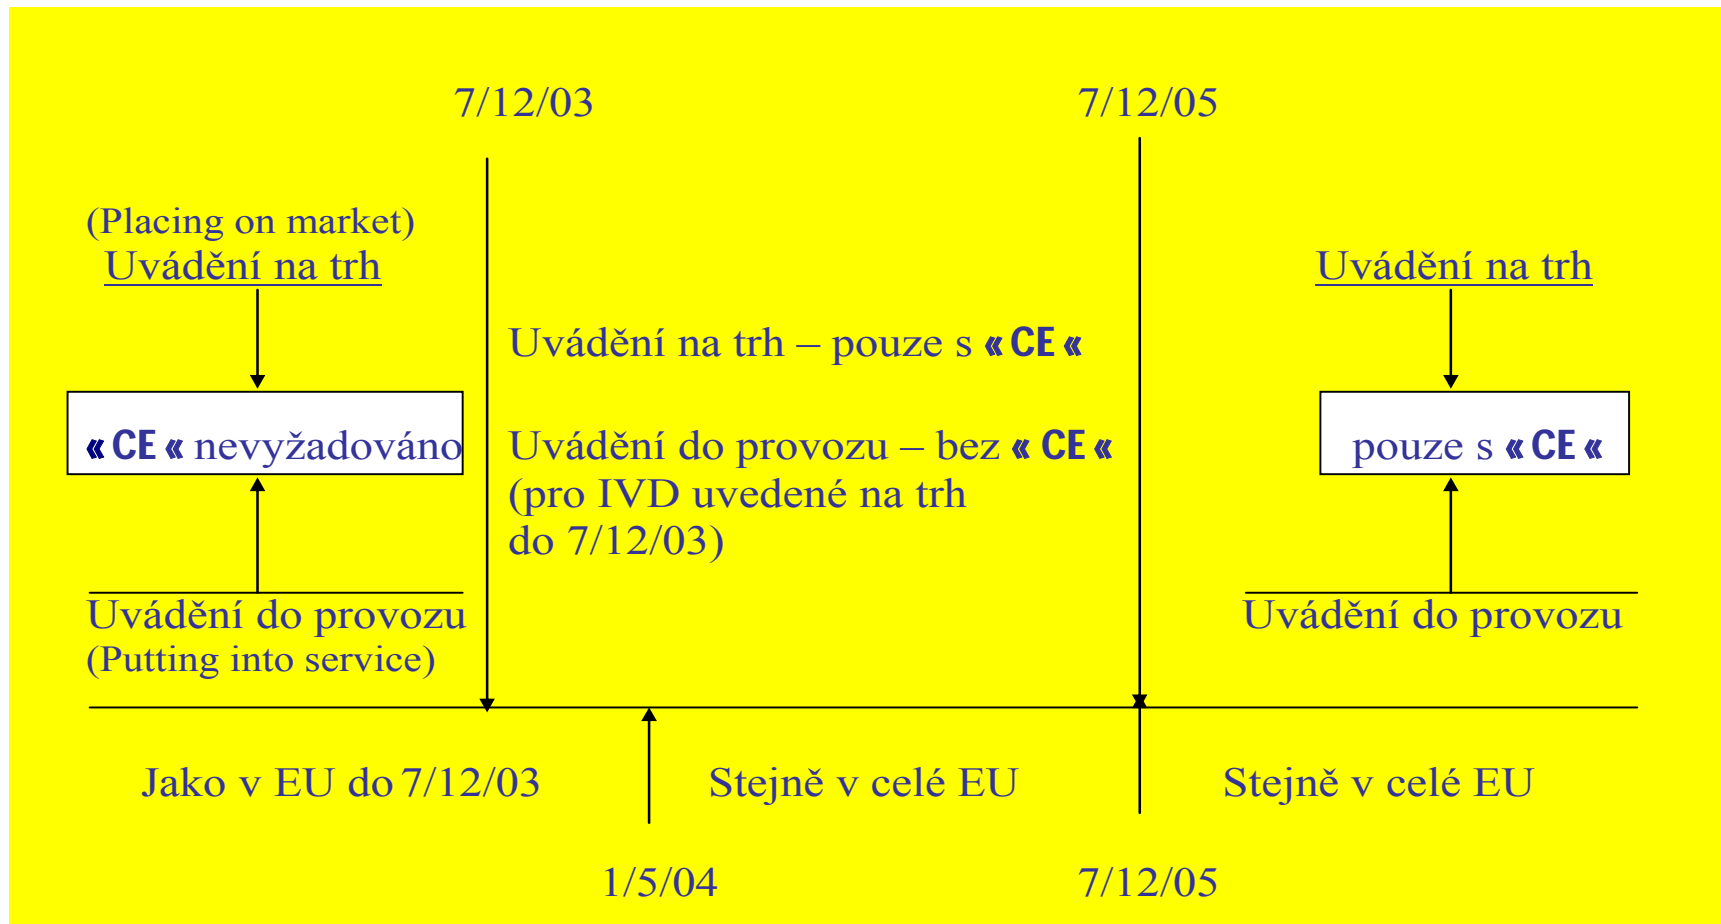 7/12/03
7/12/05
(Placing on market)
Uvádění na trh
Uvádění na trh
Uvádění na trh – pouze s « CE «
« CE « nevyžadováno
Uvádění do provozu – bez « CE «
(pro IVD uvedené na trh
do 7/12/03)
pouze s « CE «
Uvádění do provozu
(Putting into service)
Uvádění do provozu
Jako v EU do 7/12/03
Stejně v celé EU
Stejně v celé EU
1/5/04
7/12/05